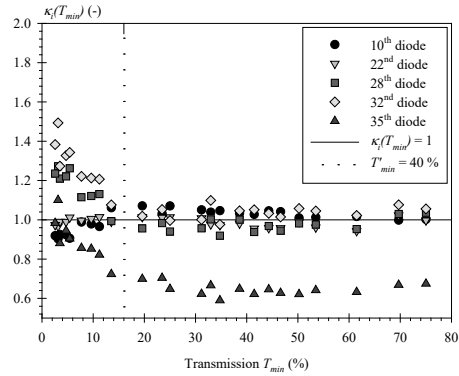 κi(Tmin) (-)
2.0
1.8
1.6
1.4
1.2
1.0
0.8
0.6
10th diode
22nd diode
28th diode
32nd diode
35th diode
κi(Tmin) = 1
T'min = 40 %
0 10 20 30 40 50 60 70 80
Transmission Tmin (%)